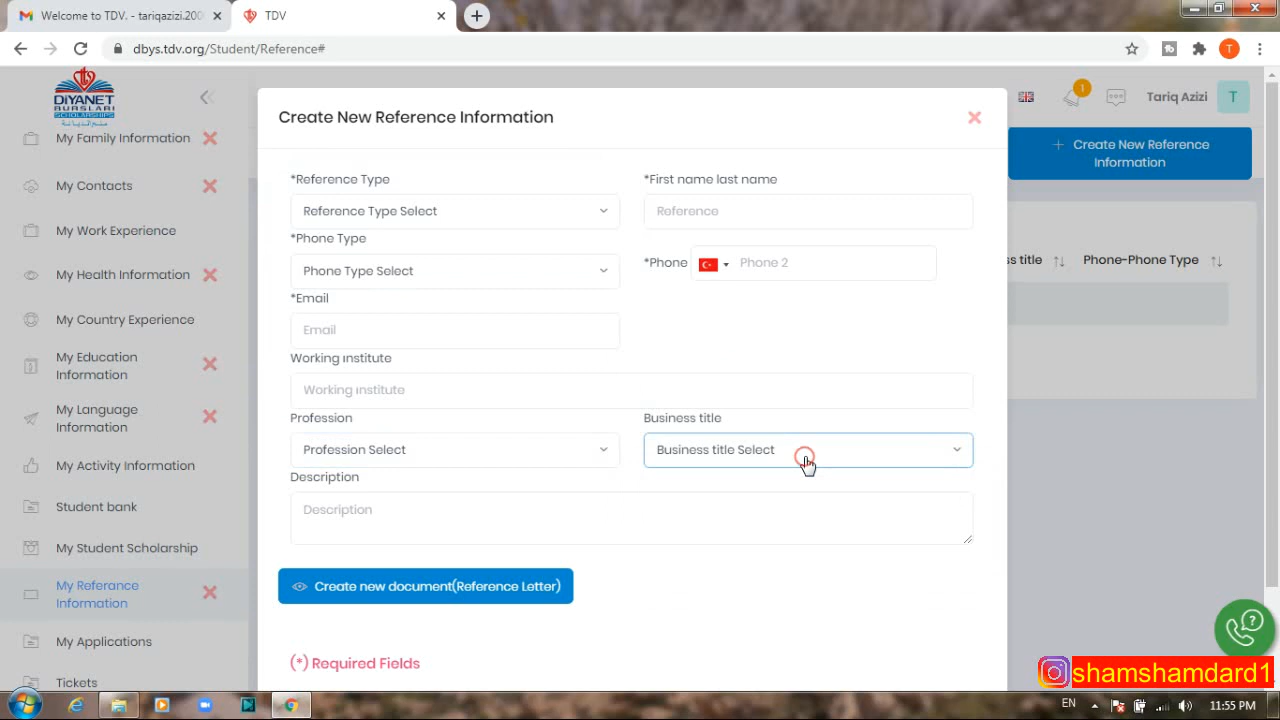 Welcome to TDV. - tariqazizi.200
TDV
dbys.tdv.org/Student/Reference#
T
DIYANET
BURSLARI
SCHOLARSHIPS
1
Tariq Azizi
T
My Family Information
My Contacts
My Work Experience
My Health Information
My Country Experience
My Education
Information
My Language
Information
My Activity Information
Student bank
My Student Scholarship
My Referance
Information
My Applications
Tickets
Create New Reference Information
+ Create New Reference
Information
*Reference Type
*First name last name
Reference Type Select
Reference
*Phone Type
Phone Type Select
*Phone
Phone 2
*Email
Email
Working ınstitute
Working ınstitute
Profession
Business title
Profession Select
Business title Select
Description
Description
Create new document(Reference Letter)
(*) Required Fields
ss title
Phone-Phone Type
shamshamdard1
EN
11:55 PM